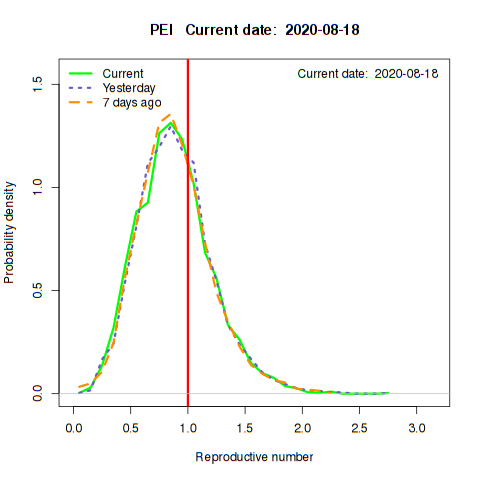 PEI   Current date:  2020-08-18
Current
Yesterday
7 days ago
Current date:  2020-08-18
Probability density
0.0
0.5
1.0
1.5
0.0
0.5
1.0
1.5
2.0
2.5
3.0
Reproductive number